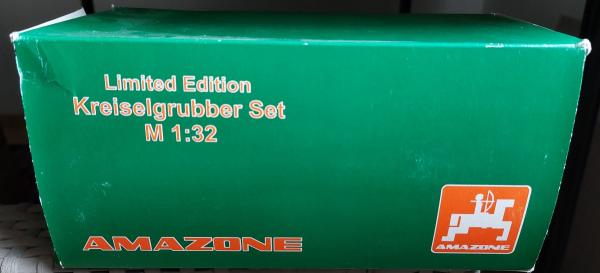 Limited Edition
Kreiselgrubber Set
M 1:32
AMAZONE
AMAZONE